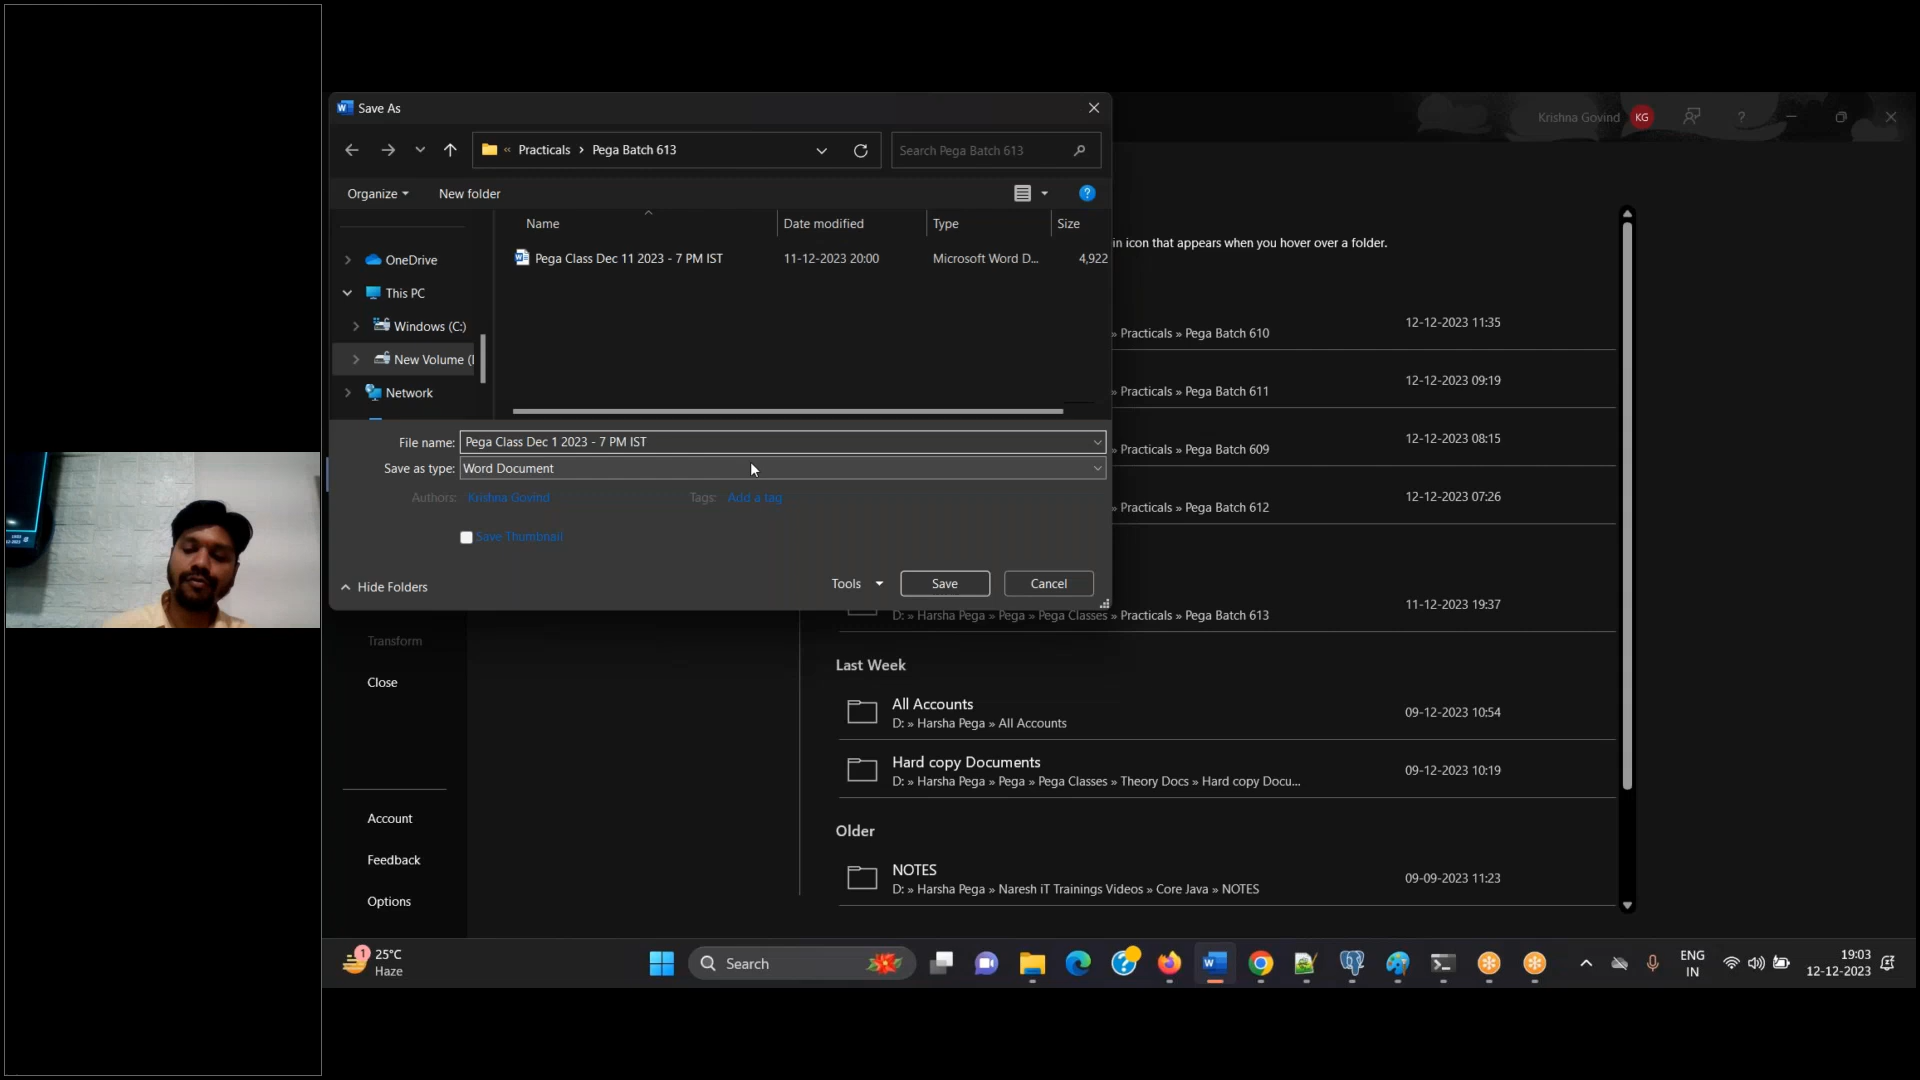 Save As
Krishna Govind KG
« Practicals › Pega Batch 613
Search Pega Batch 613
Organize
New folder
Name Date modified Type Size
Pega Class Dec 11 2023 - 7 PM IST 11-12-2023 20:00 Microsoft Word D... 4,922
OneDrive
This PC
Windows (C:)
New Volume (
Network
in icon that appears when you hover over a folder.
» Practicals » Pega Batch 610 12-12-2023 11:35
» Practicals » Pega Batch 611 12-12-2023 09:19
» Practicals » Pega Batch 609 12-12-2023 08:15
» Practicals » Pega Batch 612 12-12-2023 07:26
File name: Pega Class Dec 1 2023 - 7 PM IST
Save as type: Word Document
Authors: Krishna Govind
Tags: Add a tag
Save Thumbnail
Hide Folders
Tools
Save
Cancel
D: » Harsha Pega » Pega » Pega Classes » Practicals » Pega Batch 613 11-12-2023 19:37
Transform
Close
Account
Feedback
Options
Last Week
All Accounts
D: » Harsha Pega » All Accounts 09-12-2023 10:54
Hard copy Documents
D: » Harsha Pega » Pega » Pega Classes » Theory Docs » Hard copy Docu... 09-12-2023 10:19
Older
NOTES
D: » Harsha Pega » Naresh iT Trainings Videos » Core Java » NOTES 09-09-2023 11:23
1
25°C
Haze
Search
ENG
IN
19:03
12-12-2023